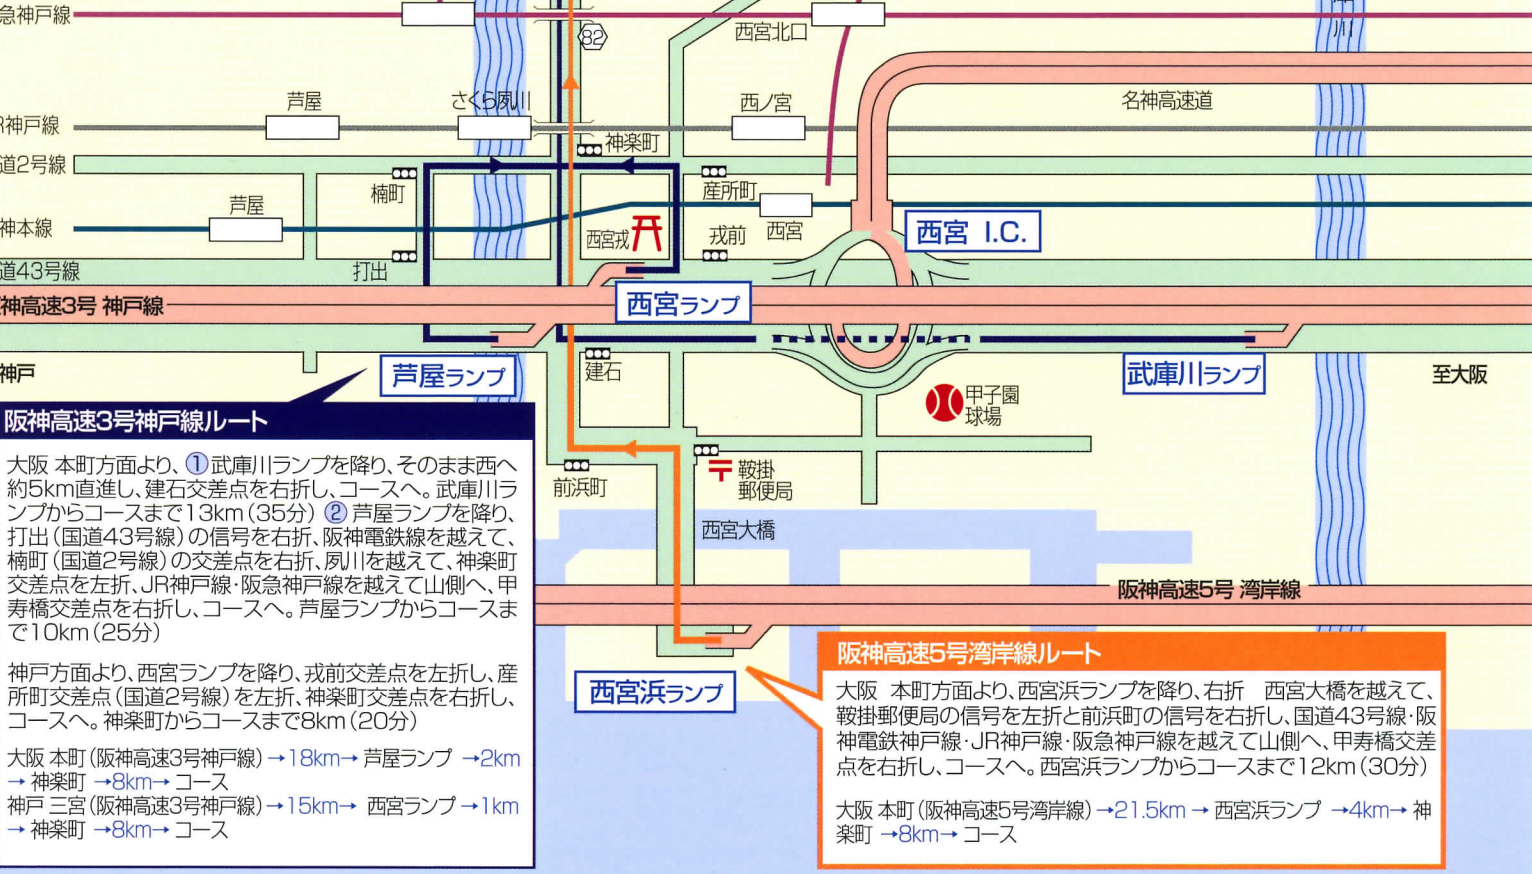 急神戸線
82
西宮北口
川
芦屋
さくら夙川
西ノ宮
名神高速道
神戸線
神楽町
道2号線
楠町
産所町
芦屋
神本線
西宮戎
戎前
西宮
西宮 I.C.
道43号線
打出
神高速3号 神戸線
西宮ランプ
神戸
芦屋ランプ
建石
武庫川ランプ
至大阪
甲子園
球場
阪神高速3号神戸線ルート
大阪 本町方面より、①武庫川ランプを降り、そのまま西へ
約5km直進し、建石交差点を右折し、コースへ。武庫川ラ
ンプからコースまで13km(35分) ② 芦屋ランプを降り、
打出(国道43号線)の信号を右折、阪神電鉄線を越えて、
楠町(国道2号線)の交差点を右折、夙川を越えて、神楽町
交差点を左折、JR神戸線・阪急神戸線を越えて山側へ、甲
寿橋交差点を右折し、コースへ。芦屋ランプからコースま
で10km(25分)
神戸方面より、西宮ランプを降り、戎前交差点を左折し、産
所町交差点(国道2号線)を左折、神楽町交差点を右折し、
コースへ。神楽町からコースまで8km(20分)
大阪 本町(阪神高速3号神戸線)→18km→芦屋ランプ →2km
→神楽町 →8km→ コース
神戸 三宮(阪神高速3号神戸線)→15km→ 西宮ランプ →1km
→神楽町 →8km→ コース
前浜町
鞍掛
郵便局
西宮大橋
阪神高速5号 湾岸線
西宮浜ランプ
阪神高速5号湾岸線ルート
大阪 本町方面より、西宮浜ランプを降り、右折 西宮大橋を越えて、
鞍掛郵便局の信号を左折と前浜町の信号を右折し、国道43号線・阪
神電鉄神戸線・JR神戸線・阪急神戸線を越えて山側へ、甲寿橋交差
点を右折し、コースへ。西宮浜ランプからコースまで12km(30分)
大阪 本町(阪神高速5号湾岸線)→21.5km→ 西宮浜ランプ →4km→ 神
楽町 →8km→ コース